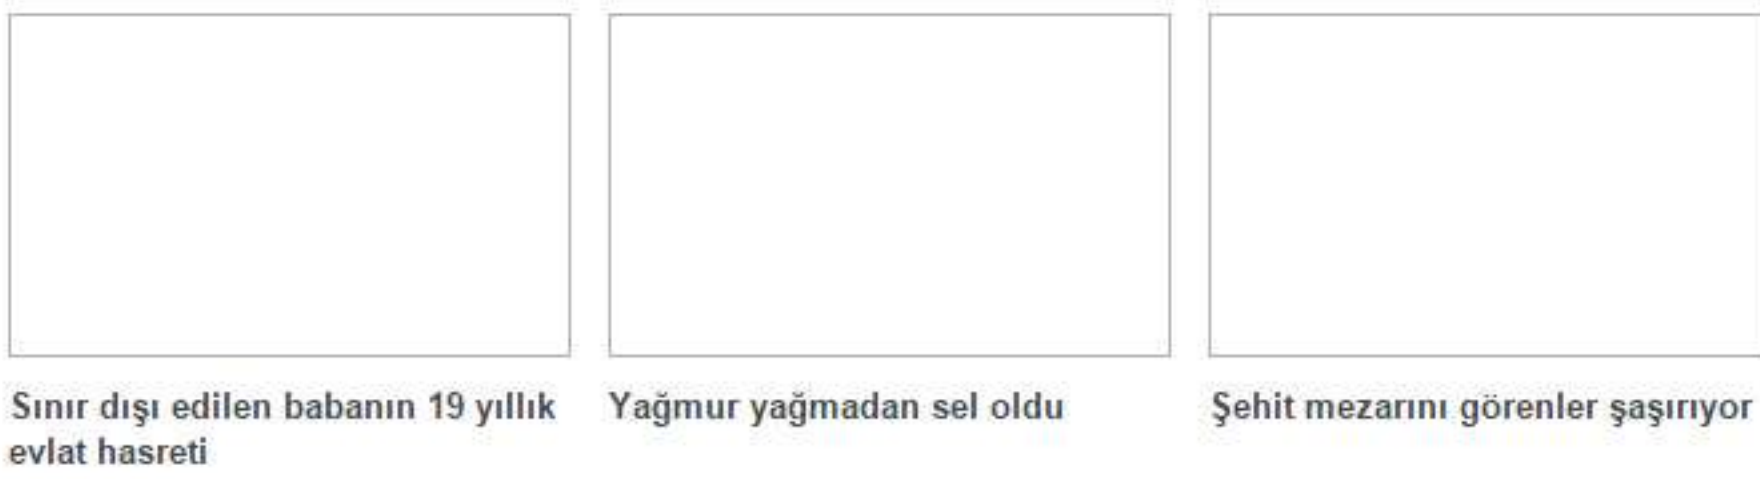 Sınır dışı edilen babanın 19 yıllık
evlat hasreti
Yağmur yağmadan sel oldu
Şehit mezarını görenler şaşırıyor